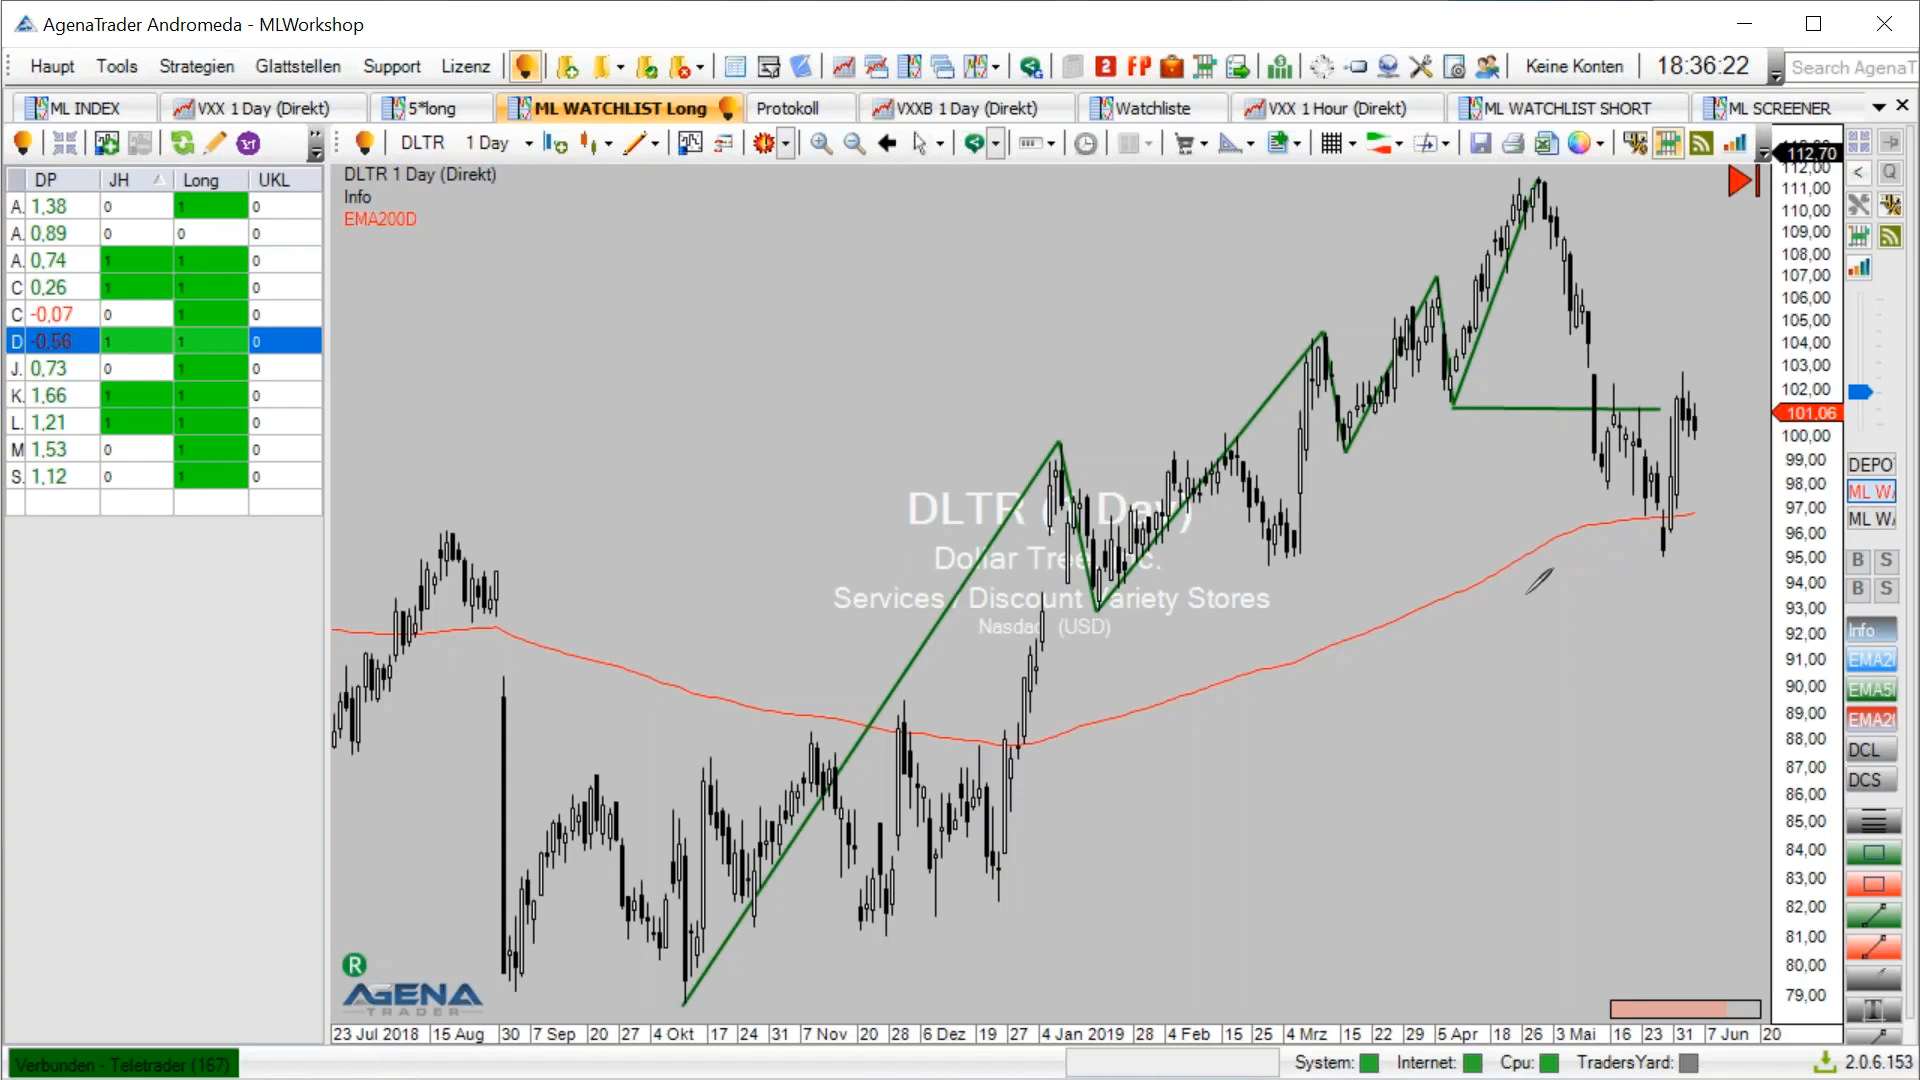 AgenaTrader Andromeda - MLWorkshop
Haupt Tools Strategien Glattstellen Support Lizenz 2 FP Keine Konten 18:36:22 Search AgenaT
ML INDEX VXX 1 Day (Direkt) 5*long ML WATCHLIST Long Protokoll VXXB 1 Day (Direkt) Watchliste VXX 1 Hour (Direkt) ML WATCHLIST SHORT ML SCREENER
DLTR 1 Day
DP JH Long UKL
A. 1,38 0 1 0
A. 0,89 0 0 0
A. 0,74 1 1 0
C 0,26 1 1 0
C -0,07 0 1 0
D -0,56 1 1 0
J. 0,73 0 1 0
K. 1,66 1 1 0
L. 1,21 1 1 0
M 1,53 0 1 0
S. 1,12 0 1 0
DLTR 1 Day (Direkt)
Info
EMA200D
DLTR (1 Day)
Dollar Tree Inc.
Services / Discount Variety Stores
Nasdaq (USD)
112,70
112,00
111,00
110,00
109,00
108,00
107,00
106,00
105,00
104,00
103,00
102,00
101,06
100,00
99,00
98,00
97,00
96,00
95,00
94,00
93,00
92,00
91,00
90,00
89,00
88,00
87,00
86,00
85,00
84,00
83,00
82,00
81,00
80,00
79,00
< Q
DEPO
ML WA
ML WA
B S
B S
Info
EMA2
EMA5
EMA2
DCL
DCS
T
R
AGENA
TRADER
23 Jul 2018 15 Aug 30 7 Sep 20 27 4 Okt 17 24 31 7 Nov 20 28 6 Dez 19 27 4 Jan 2019 28 4 Feb 15 25 4 Mrz 15 22 29 5 Apr 18 26 3 Mai 16 23 31 7 Jun 20
Verbunden - Teletrader (167) System: Internet: Cpu: TradersYard: 2.0.6.153